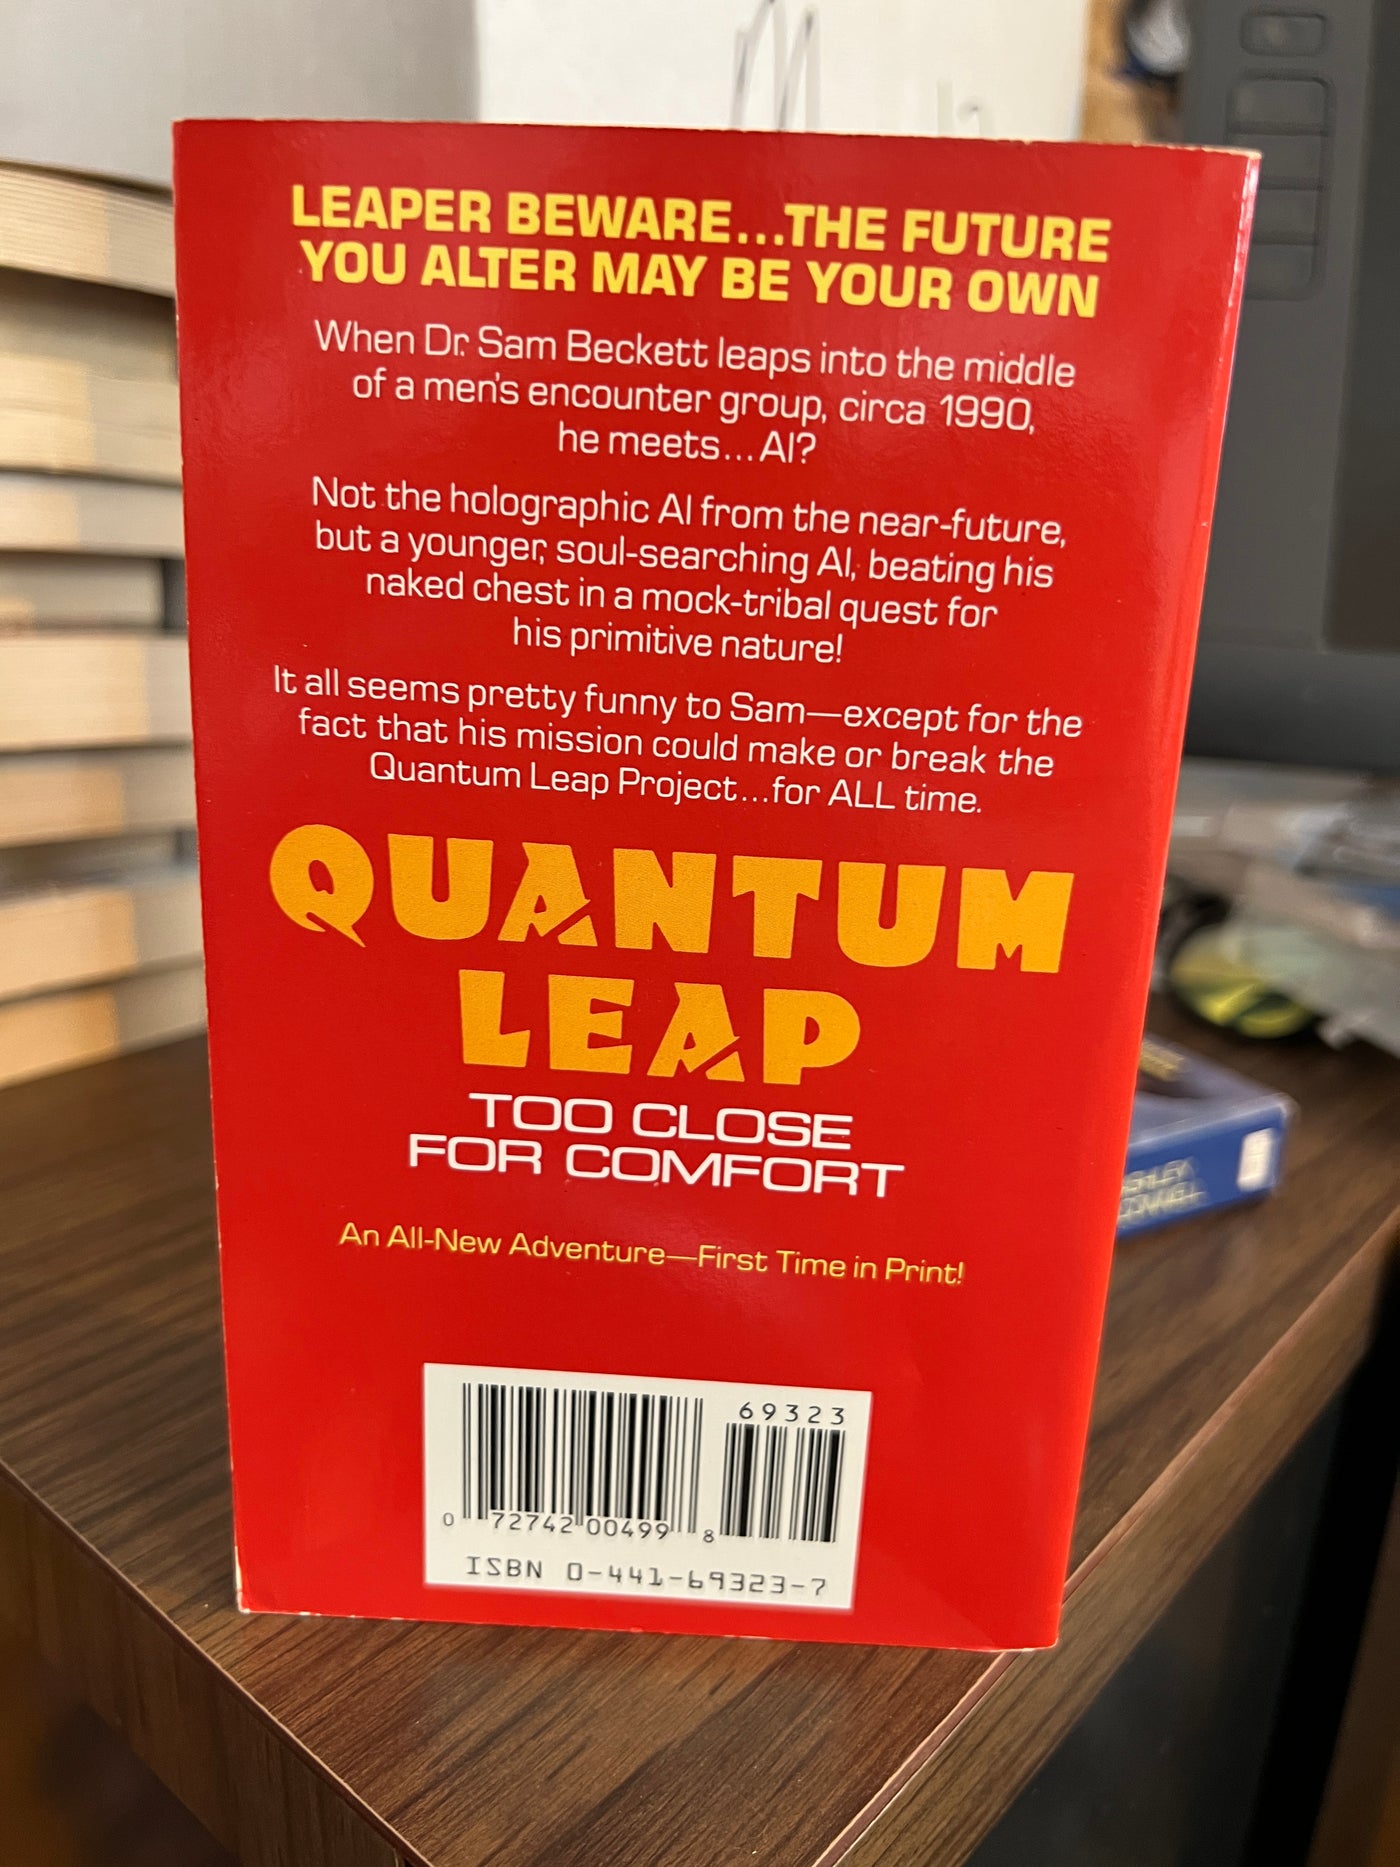 LEAPER BEWARE...THE FUTURE
YOU ALTER MAY BE YOUR OWN
When Dr. Sam Beckett leaps into the middle
of a men's encounter group, circa 1990,
he meets...Al?
Not the holographic Al from the near-future,
but a younger, soul-searching Al, beating his
naked chest in a mock-tribal quest for
his primitive nature!
It all seems pretty funny to Sam—except for the
fact that his mission could make or break the
Quantum Leap Project...for ALL time.
QUANTUM
LEAP
TOO CLOSE
FOR COMFORT
An All-New Adventure—First Time in Print!
69323
0 72742 00499 8
ISBN 0-441-69323-7